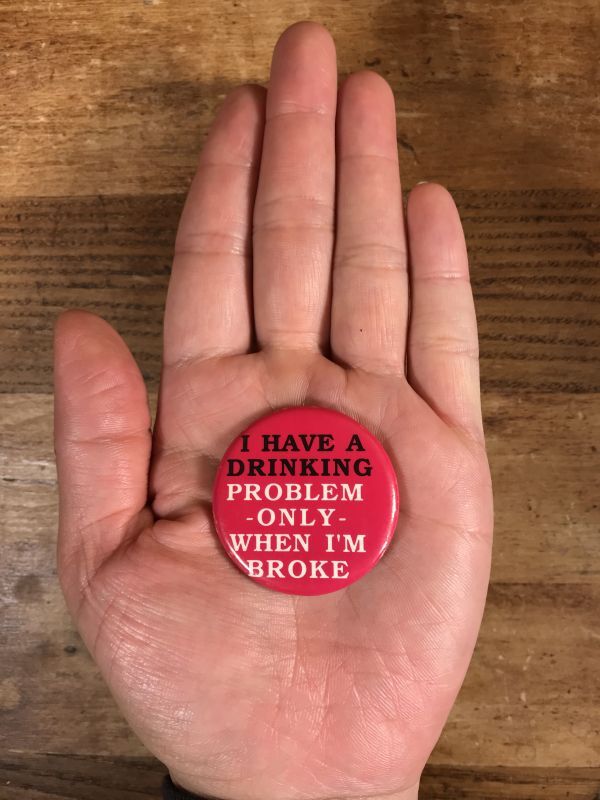 I HAVE A
DRINKING
PROBLEM
-ONLY-
WHEN I'M
BROKE